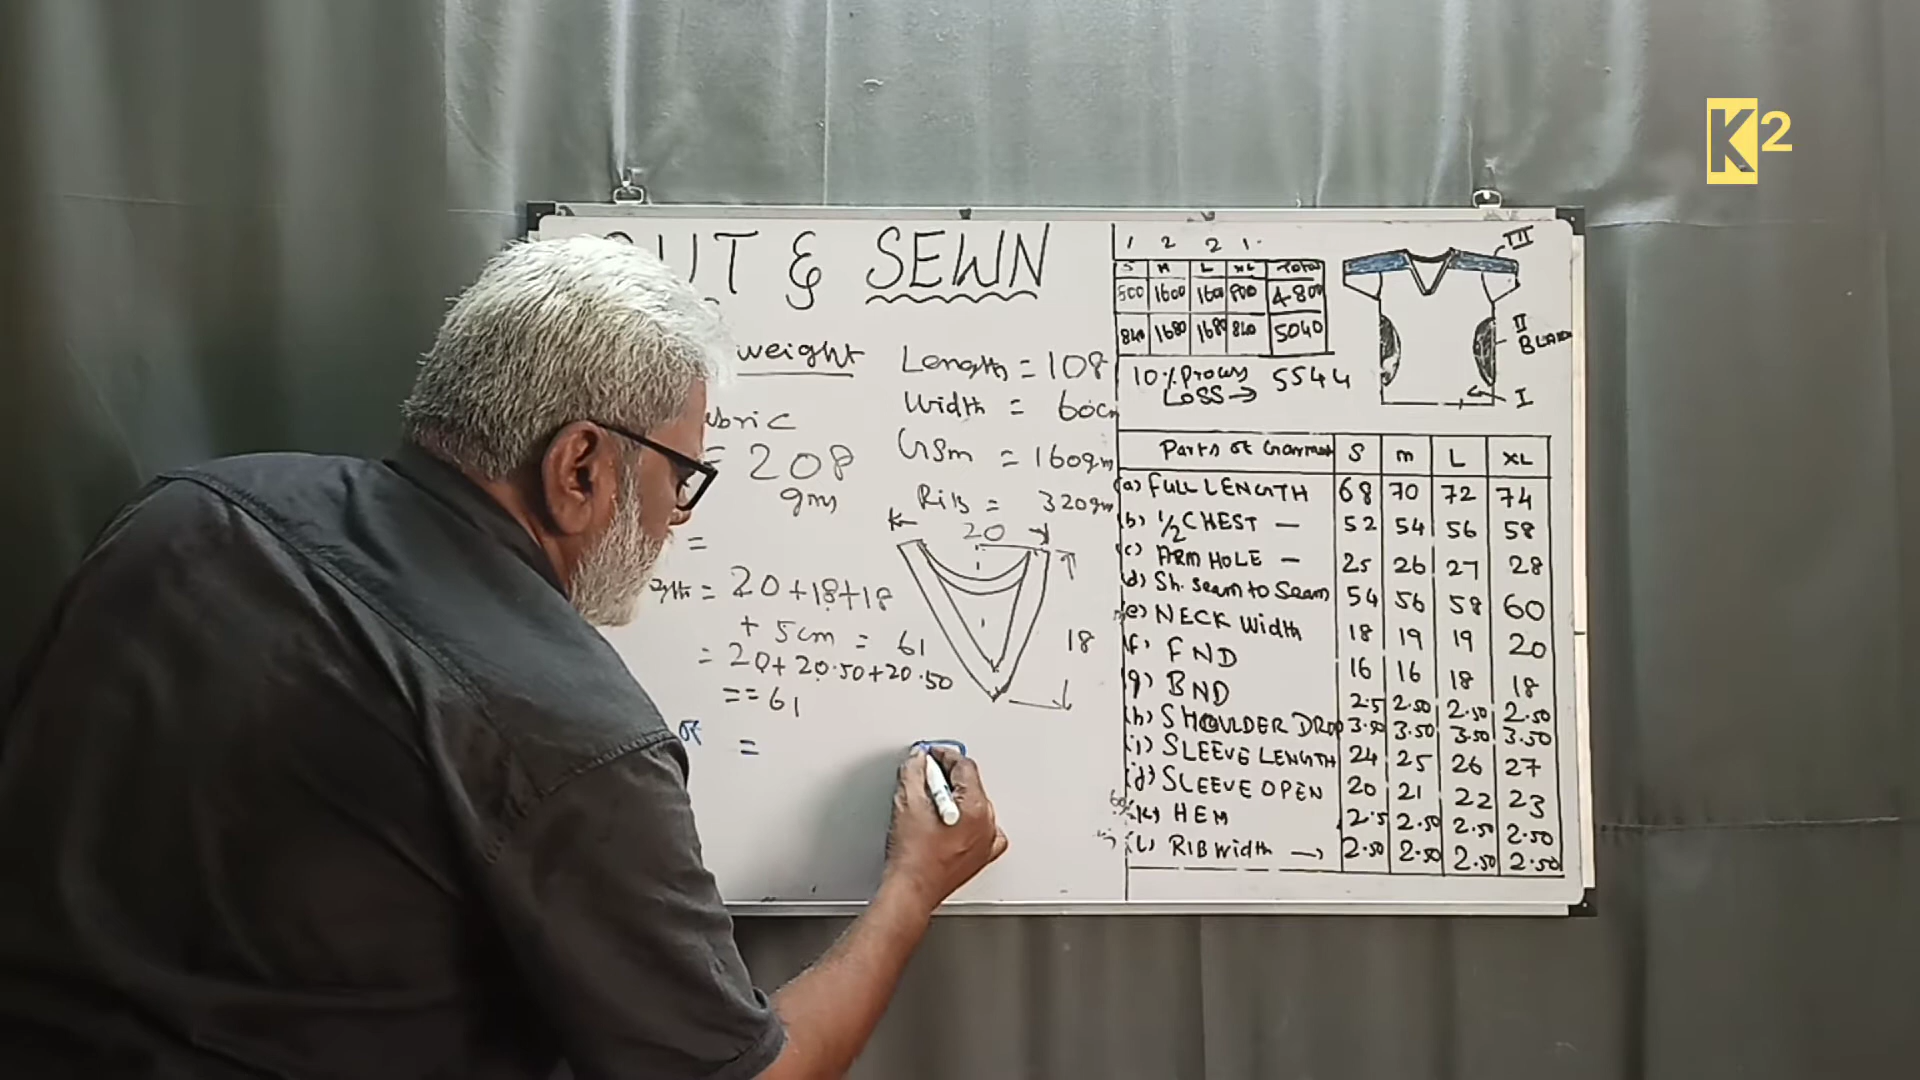 K2
& SEWN
weight
Length = 108
Width = 60cm
GSm = 160gm
Rib = 320gm
= 208
gms
=
= 20+18+18
+ 5cm = 61
= 20+20.50+20.50
== 61
of =
20
18
1 2 2 1
S M L XL Total
1600 1600 800 4800
840 1680 1680 840 5040
10% Process
Loss → 5544
III
II
BLACK
I
Parts of Garment S m L XL
(a) FULL LENGTH 68 70 72 74
(b) 1/2 CHEST — 52 54 56 58
(c) ARM HOLE — 25 26 27 28
(d) Sh. Seam to Seam 54 56 58 60
(e) NECK Width 18 19 19 20
(f) FND 16 16 18 18
(g) BND 2.5 2.50 2.50 2.50
(h) SHOULDER DROP 3.50 3.50 3.50 3.50
(i) SLEEVE LENGTH 24 25 26 27
(j) SLEEVE OPEN 20 21 22 23
(k) HEM 2.5 2.50 2.50 2.50
(l) RIB Width → 2.50 2.50 2.50 2.50